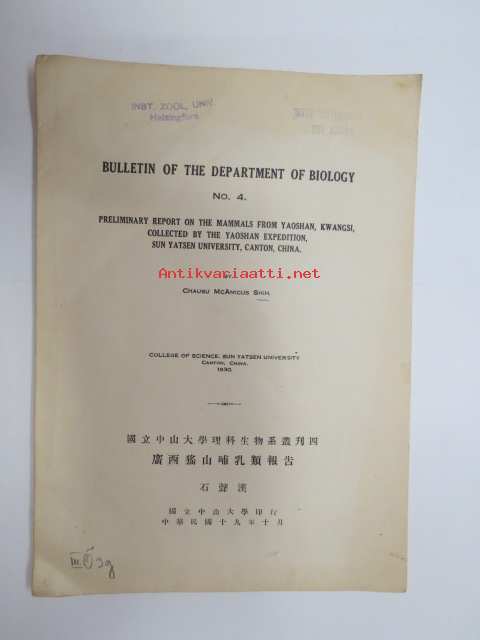 INST. ZOOL. UNIV.
Helsingfors
BULLETIN OF THE DEPARTMENT OF BIOLOGY
No. 4.
PRELIMINARY REPORT ON THE MAMMALS FROM YAOSHAN, KWANGSI,
COLLECTED BY THE YAOSHAN EXPEDITION,
SUN YATSEN UNIVERSITY, CANTON, CHINA.
Antikvariaatti.net
BY
CHAUSU MCANICUS SHIH.
COLLEGE OF SCIENCE, SUN YATSEN UNIVERSITY
CANTON, CHINA.
1930
國立中山大學理科生物系叢刊四
廣西猺山哺乳類報告
石聲漢
國立中山大學印行
中華民國十九年十月